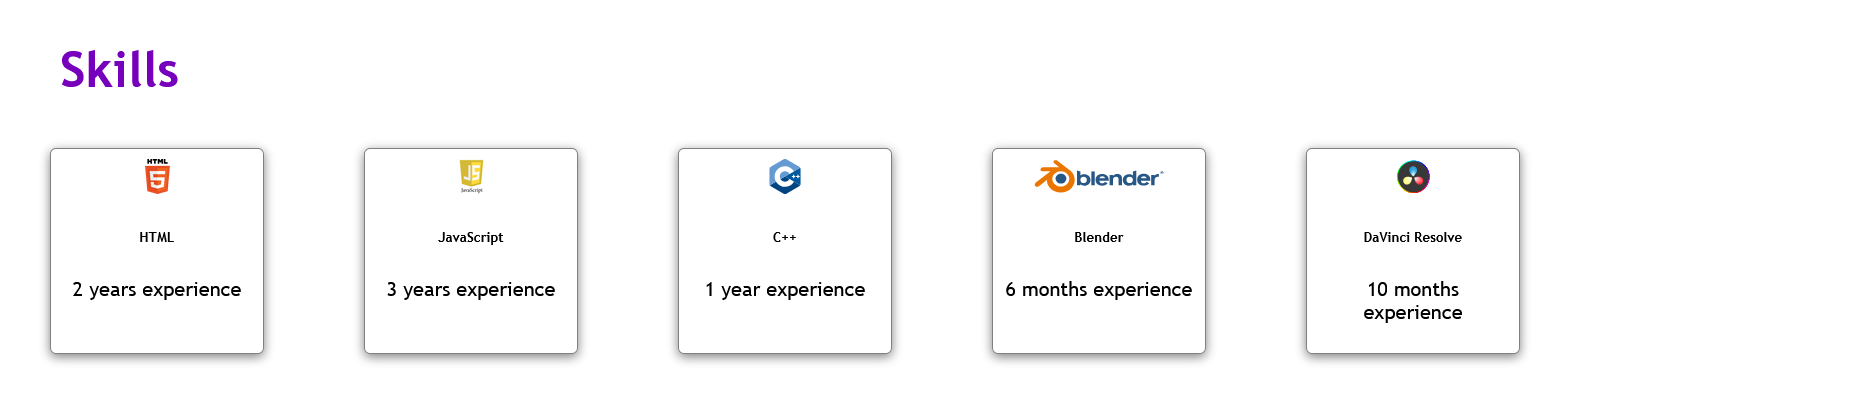 Skills
HTML
5
HTML
2 years experience
JS
JavaScript
JavaScript
3 years experience
C++
C++
1 year experience
blender
Blender
6 months experience
DaVinci Resolve
10 months
experience